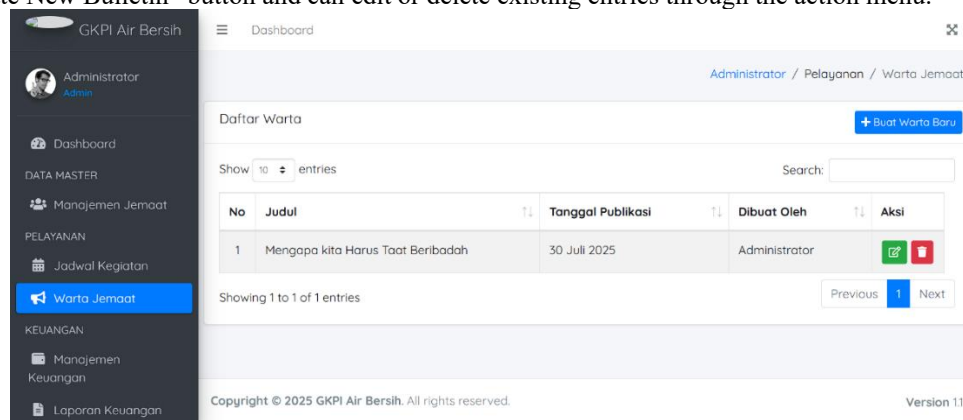 te New Bulletin" button and can edit or delete existing entries through the action menu.
GKPI Air Bersih
Dashboard
Administrator
Admin
Administrator / Pelayanan / Warta Jemaat
Daftar Warta
+ Buat Warta Baru
Dashboard
DATA MASTER
Manajemen Jemaat
PELAYANAN
Jadwal Kegiatan
Warta Jemaat
KEUANGAN
Manajemen
Keuangan
Laporan Keuangan
Show 10 entries
Search:
No Judul Tanggal Publikasi Dibuat Oleh Aksi
1 Mengapa kita Harus Taat Beribadah 30 Juli 2025 Administrator
Showing 1 to 1 of 1 entries
Previous 1 Next
Copyright © 2025 GKPI Air Bersih. All rights reserved.
Version 1.1